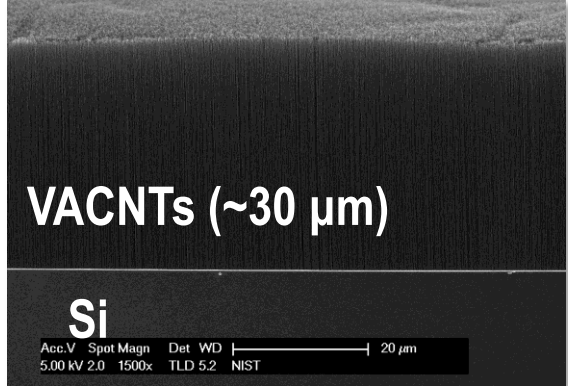 VACNTs (~30 µm)
Si
Acc.V Spot Magn Det WD 20 µm
5.00 kV 2.0 1500x TLD 5.2 NIST